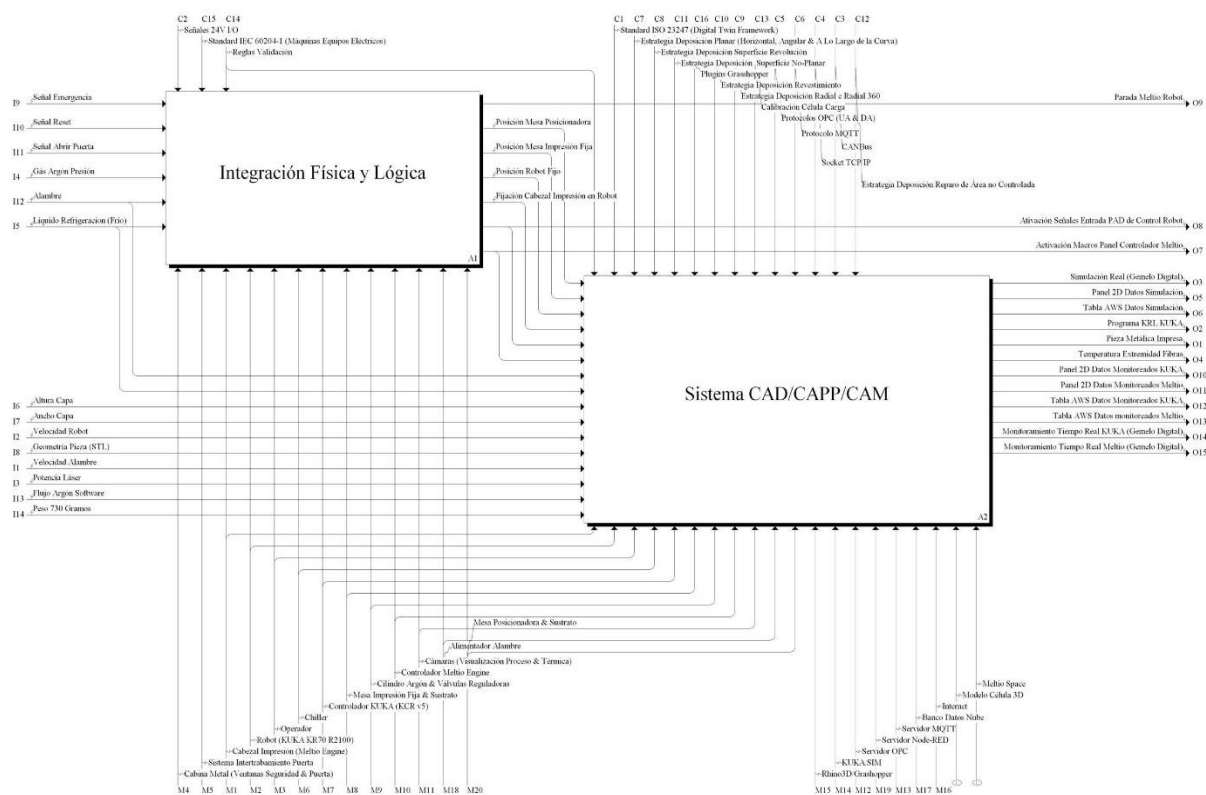 C2 C15 C14
C1 C7 C8 C11 C16 C10 C9 C13 C5 C6 C4 C3 C12
Señales 24V I/O
Standard IEC 60204-1 (Máquinas Equipos Eléctricos)
Reglas Validación
Standard ISO 23247 (Digital Twin Framework)
Estrategia Deposición Planar (Horizontal, Angular & A Lo Largo de la Curva)
Estrategia Deposición Superficie Revolución
Estrategia Deposición Superficie No-Planar
Plugins Grasshopper
Estrategia Deposición Revestimiento
Estrategia Deposición Radial e Radial 360
Calibración Célula Carga
Protocolos OPC (UA & DA)
Protocolo MQTT
CANBus
Socket TCP/IP
Estrategia Deposición Reparo de Área no Controlada
I9 Señal Emergencia
I10 Señal Reset
I11 Señal Abrir Puerta
I4 Gás Argón Presión
I12 Alambre
I5 Líquido Refrigeracion (Frío)
Integración Física y Lógica
A1
Posición Mesa Posicionadora
Posición Mesa Impresión Fija
Posición Robot Fijo
Fijación Cabezal Impresión en Robot
Parada Meltio Robot O9
Ativación Señales Entrada PAD de Control Robot O8
Activación Macros Panel Controlador Meltio O7
Simulación Real (Gemelo Digital) O3
Panel 2D Datos Simulación O5
Tabla AWS Datos Simulación O6
Programa KRL KUKA O2
Pieza Metálica Impresa O1
Temperatura Extremidad Fibras O4
Panel 2D Datos Monitoreados KUKA O10
Panel 2D Datos Monitoreados Meltio O11
Tabla AWS Datos Monitoreados KUKA O12
Tabla AWS Datos monitoreados Meltio O13
Monitoramiento Tiempo Real KUKA (Gemelo Digital) O14
Monitoramiento Tiempo Real Meltio (Gemelo Digital) O15
Sistema CAD/CAPP/CAM
A2
I6 Altura Capa
I7 Ancho Capa
I2 Velocidad Robot
I8 Geometria Pieza (STL)
I1 Velocidad Alambre
I3 Potencia Láser
I13 Flujo Argón Software
I14 Peso 730 Gramos
Mesa Posicionadora & Sustrato
Alimentador Alambre
Cámaras (Visualización Proceso & Térmica)
Controlador Meltio Engine
Cilindro Argón & Válvulas Reguladoras
Mesa Impresión Fija & Sustrato
Controlador KUKA (KCR v5)
Chiller
Operador
Robot (KUKA KR70 R2100)
Cabezal Impresión (Meltio Engine)
Sistema Intertrabamiento Puerta
Cabina Metal (Ventanas Seguridad & Puerta)
Meltio Space
Modelo Célula 3D
Internet
Banco Datos Nube
Servidor MQTT
Servidor Node-RED
Servidor OPC
KUKA|SIM
Rhino3D/Grashopper
M4 M5 M1 M2 M3 M6 M7 M8 M9 M10 M11 M18 M20
M15 M14 M12 M19 M13 M17 M16